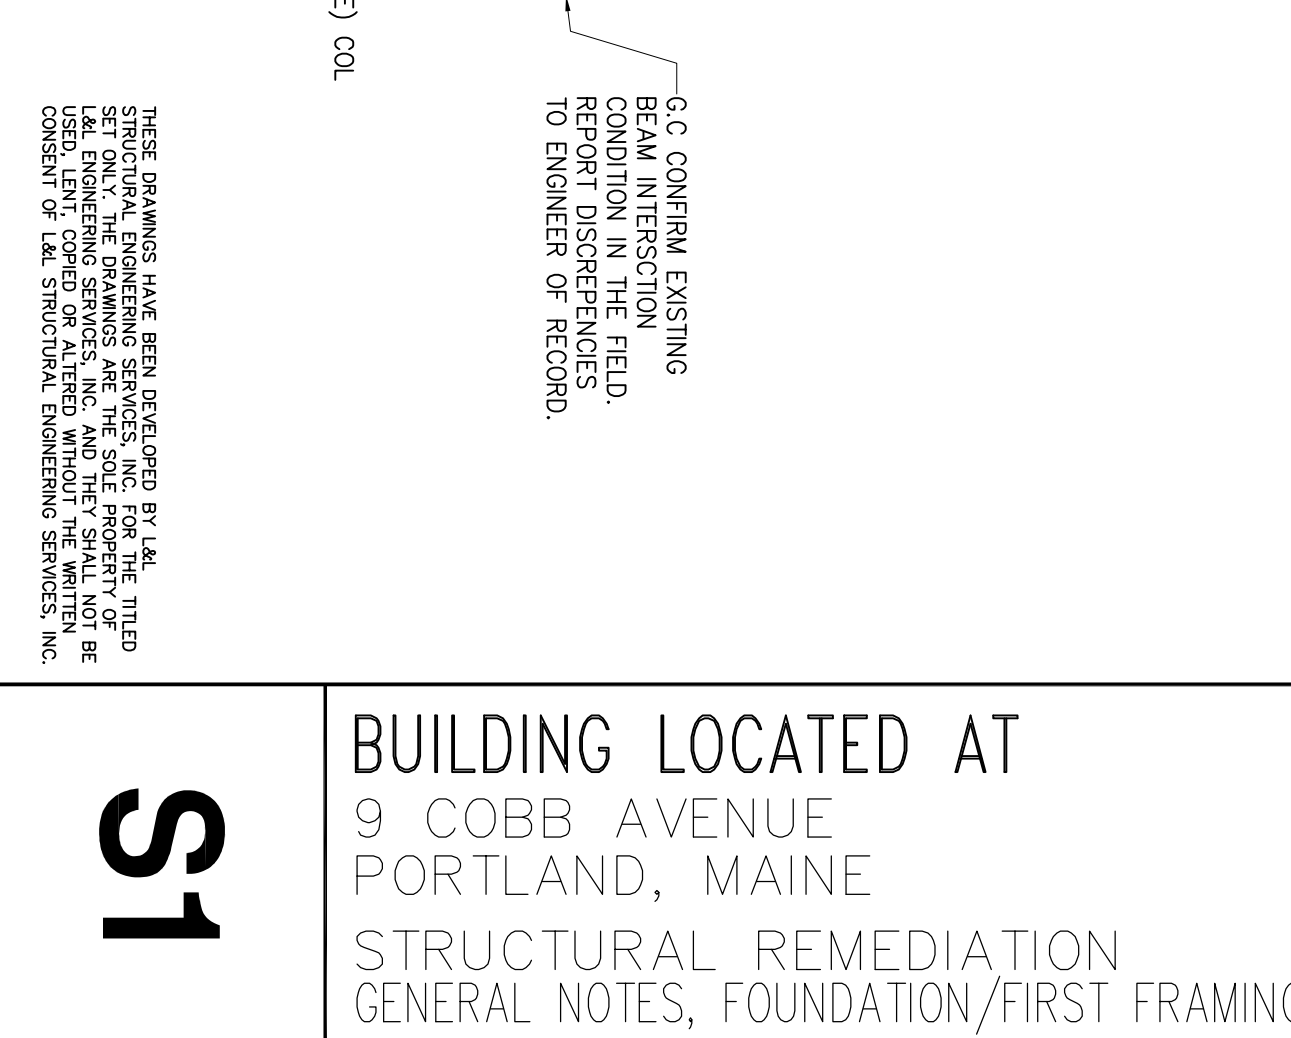 E) COL
G.C CONFIRM EXISTING
BEAM INTERSCTION
CONDITION IN THE FIELD.
REPORT DISCREPENCIES
TO ENGINEER OF RECORD.
THESE DRAWINGS HAVE BEEN DEVELOPED BY L&L
STRUCTURAL ENGINEERING SERVICES, INC. FOR THE TITLED
SET ONLY. THE DRAWINGS ARE THE SOLE PROPERTY OF
L&L ENGINEERING SERVICES, INC. AND THEY SHALL NOT BE
USED, LENT, COPIED OR ALTERED WITHOUT THE WRITTEN
CONSENT OF L&L STRUCTURAL ENGINEERING SERVICES, INC.
S1
BUILDING LOCATED AT
9 COBB AVENUE
PORTLAND, MAINE
STRUCTURAL REMEDIATION
GENERAL NOTES, FOUNDATION/FIRST FRAMING